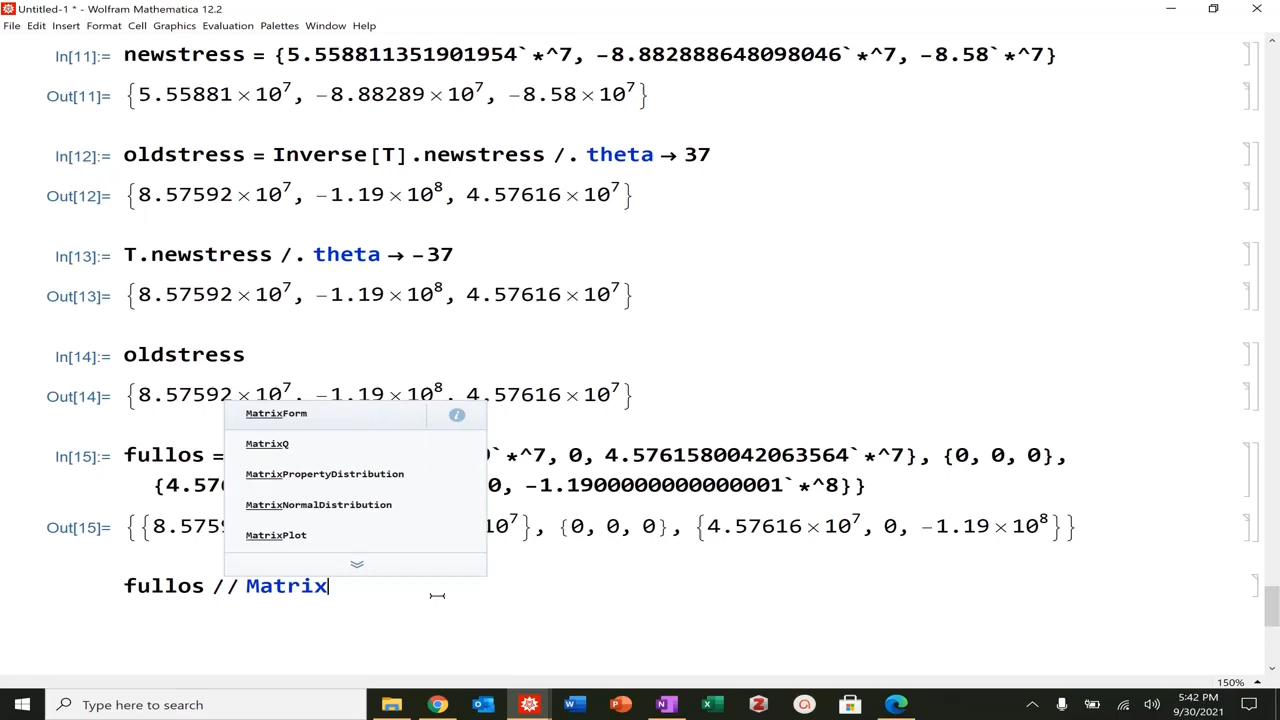 Untitled-1 * - Wolfram Mathematica 12.2
File Edit Insert Format Cell Graphics Evaluation Palettes Window Help
In[11]:= newstress = {5.558811351901954`*^7, -8.882888648098046`*^7, -8.58`*^7}
Out[11]= {5.55881×10^7, -8.88289×10^7, -8.58×10^7}
In[12]:= oldstress = Inverse[T].newstress /. theta → 37
Out[12]= {8.57592×10^7, -1.19×10^8, 4.57616×10^7}
In[13]:= T.newstress /. theta → -37
Out[13]= {8.57592×10^7, -1.19×10^8, 4.57616×10^7}
In[14]:= oldstress
Out[14]= {8.57592×10^7, -1.19×10^8, 4.57616×10^7}
MatrixForm
MatrixQ
MatrixPropertyDistribution
MatrixNormalDistribution
MatrixPlot
In[15]:= fullos = `*^7, 0, 4.5761580042063564`*^7}, {0, 0, 0},
{4.57 0, -1.1900000000000001`*^8}}
Out[15]= {{8.575 10^7}, {0, 0, 0}, {4.57616×10^7, 0, -1.19×10^8}}
fullos // Matrix
150%
Type here to search
5:42 PM
9/30/2021